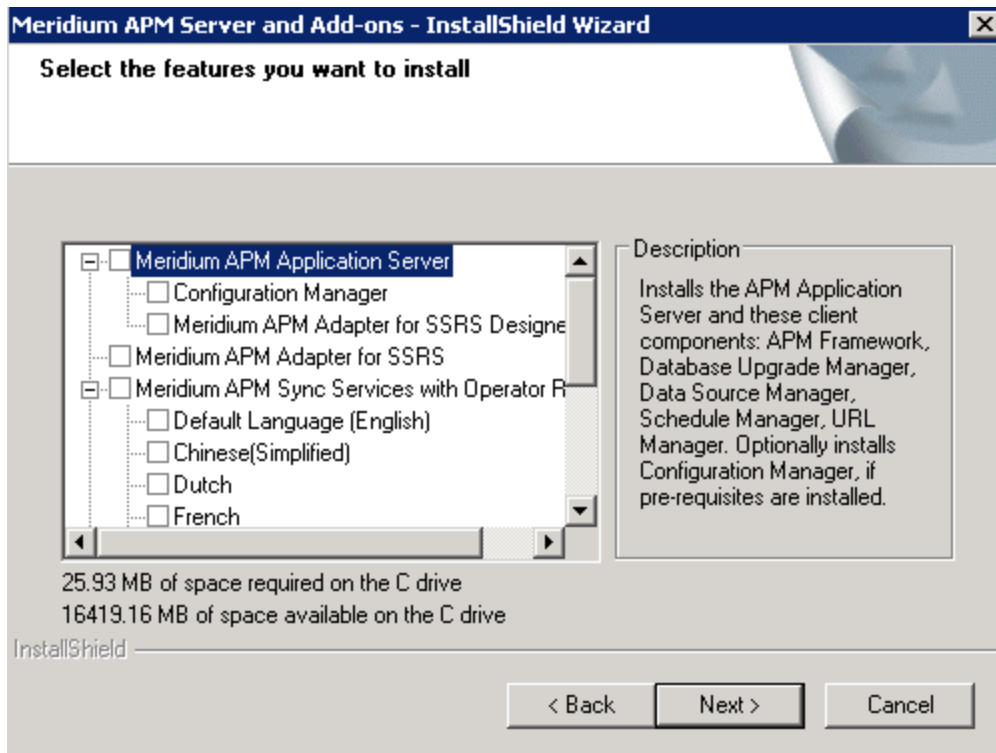 Meridium APM Server and Add-ons - InstallShield Wizard
Select the features you want to install
Meridium APM Application Server
Configuration Manager
Meridium APM Adapter for SSRS Designe
Meridium APM Adapter for SSRS
Meridium APM Sync Services with Operator R
Default Language (English)
Chinese(Simplified)
Dutch
French
Description
Installs the APM Application
Server and these client
components: APM Framework,
Database Upgrade Manager,
Data Source Manager,
Schedule Manager, URL
Manager. Optionally installs
Configuration Manager, if
pre-requisites are installed.
25.93 MB of space required on the C drive
16419.16 MB of space available on the C drive
InstallShield
< Back
Next >
Cancel